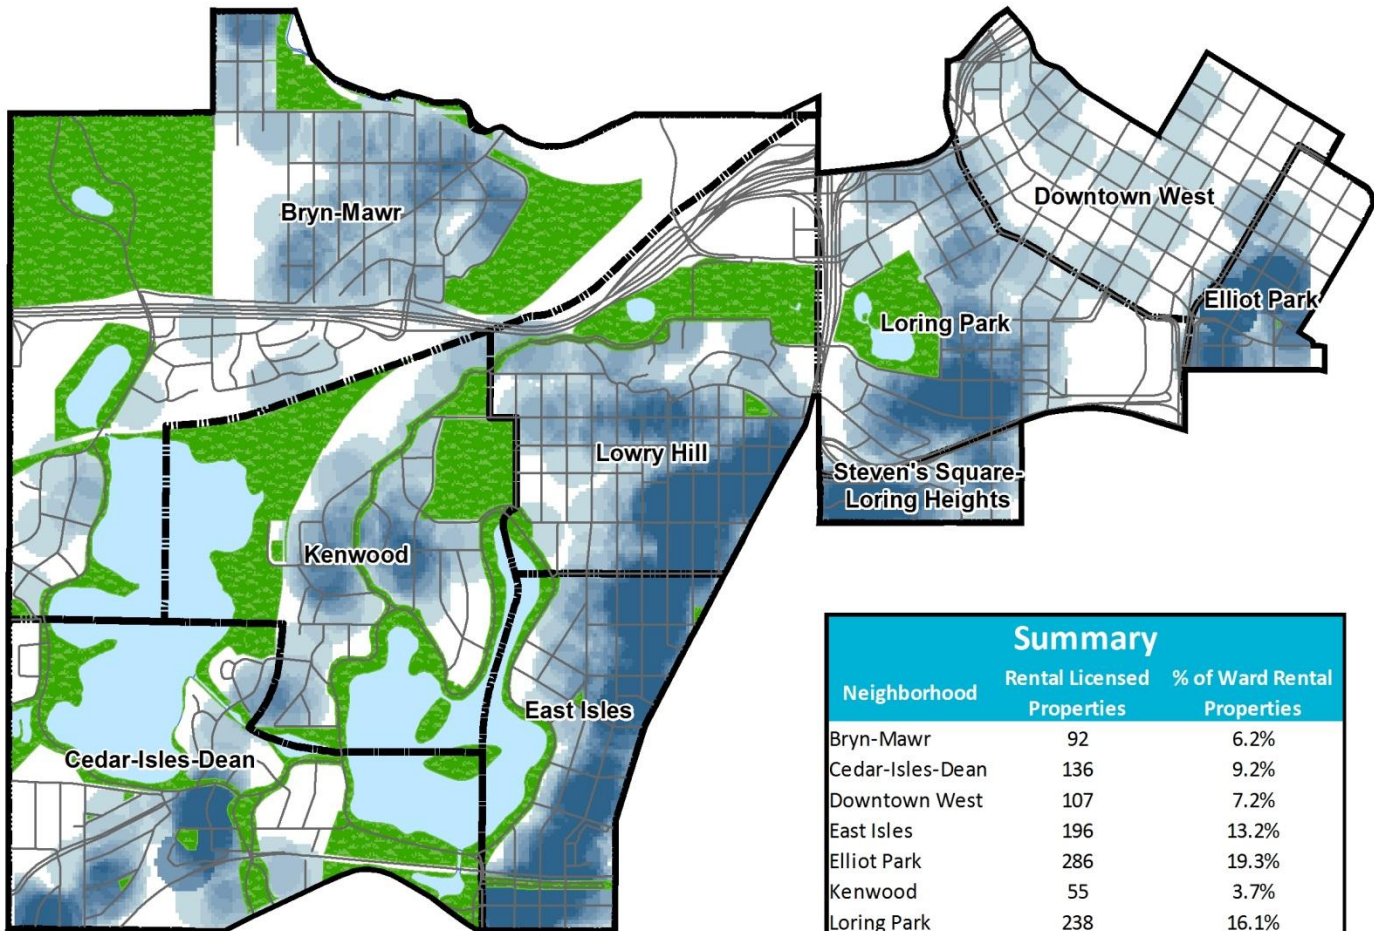 Bryn-Mawr
Downtown West
Elliot Park
Loring Park
Lowry Hill
Steven's Square-
Loring Heights
Kenwood
East Isles
Cedar-Isles-Dean
Summary
Neighborhood Rental Licensed Properties % of Ward Rental Properties
Bryn-Mawr 92 6.2%
Cedar-Isles-Dean 136 9.2%
Downtown West 107 7.2%
East Isles 196 13.2%
Elliot Park 286 19.3%
Kenwood 55 3.7%
Loring Park 238 16.1%